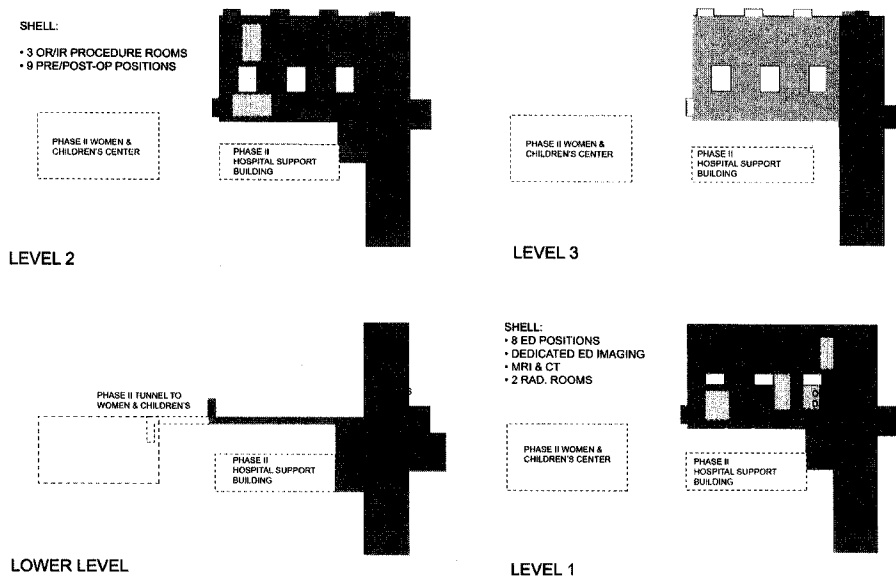 SHELL:
• 3 OR/IR PROCEDURE ROOMS
• 9 PRE/POST-OP POSITIONS
PHASE II WOMEN &
CHILDREN'S CENTER
PHASE II
HOSPITAL SUPPORT
BUILDING
LEVEL 2
PHASE II WOMEN &
CHILDREN'S CENTER
PHASE II
HOSPITAL SUPPORT
BUILDING
LEVEL 3
PHASE II TUNNEL TO
WOMEN & CHILDREN'S
PHASE II
HOSPITAL SUPPORT
BUILDING
LOWER LEVEL
SHELL:
• 8 ED POSITIONS
• DEDICATED ED IMAGING
• MRI & CT
• 2 RAD. ROOMS
PHASE II WOMEN &
CHILDREN'S CENTER
PHASE II
HOSPITAL SUPPORT
BUILDING
LEVEL 1